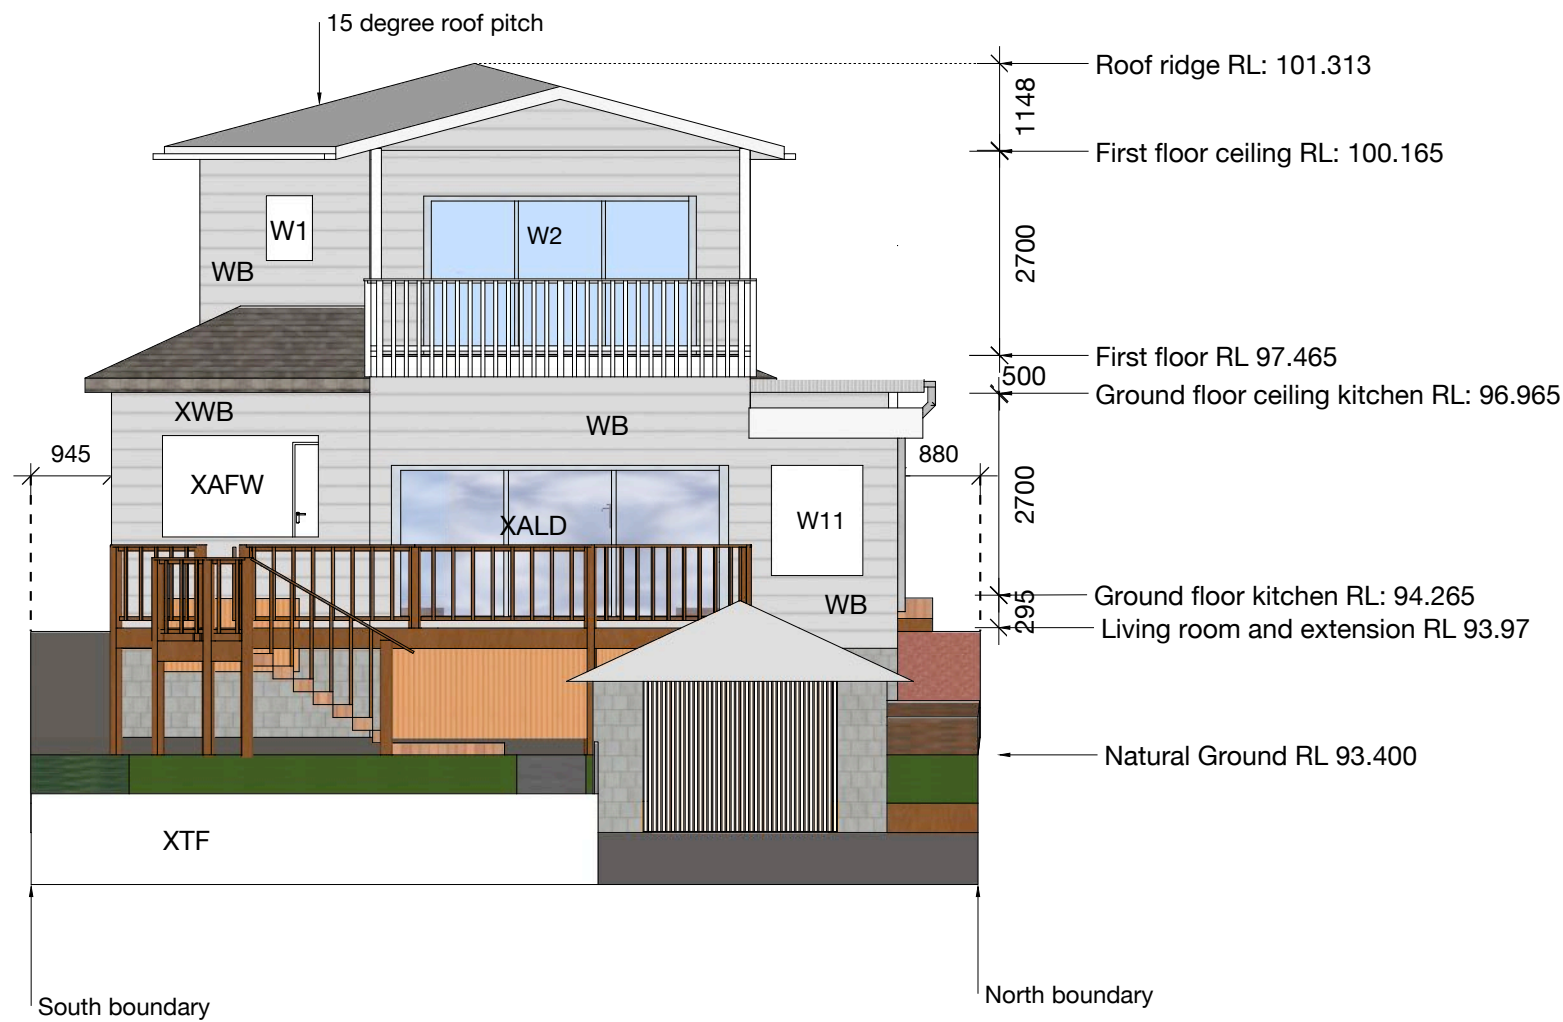 15 degree roof pitch
Roof ridge RL: 101.313
1148
First floor ceiling RL: 100.165
W1
W2
WB
2700
First floor RL 97.465
500
Ground floor ceiling kitchen RL: 96.965
XWB
WB
945
880
XAFW
XALD
W11
2700
WB
295
Ground floor kitchen RL: 94.265
Living room and extension RL 93.97
Natural Ground RL 93.400
XTF
South boundary
North boundary